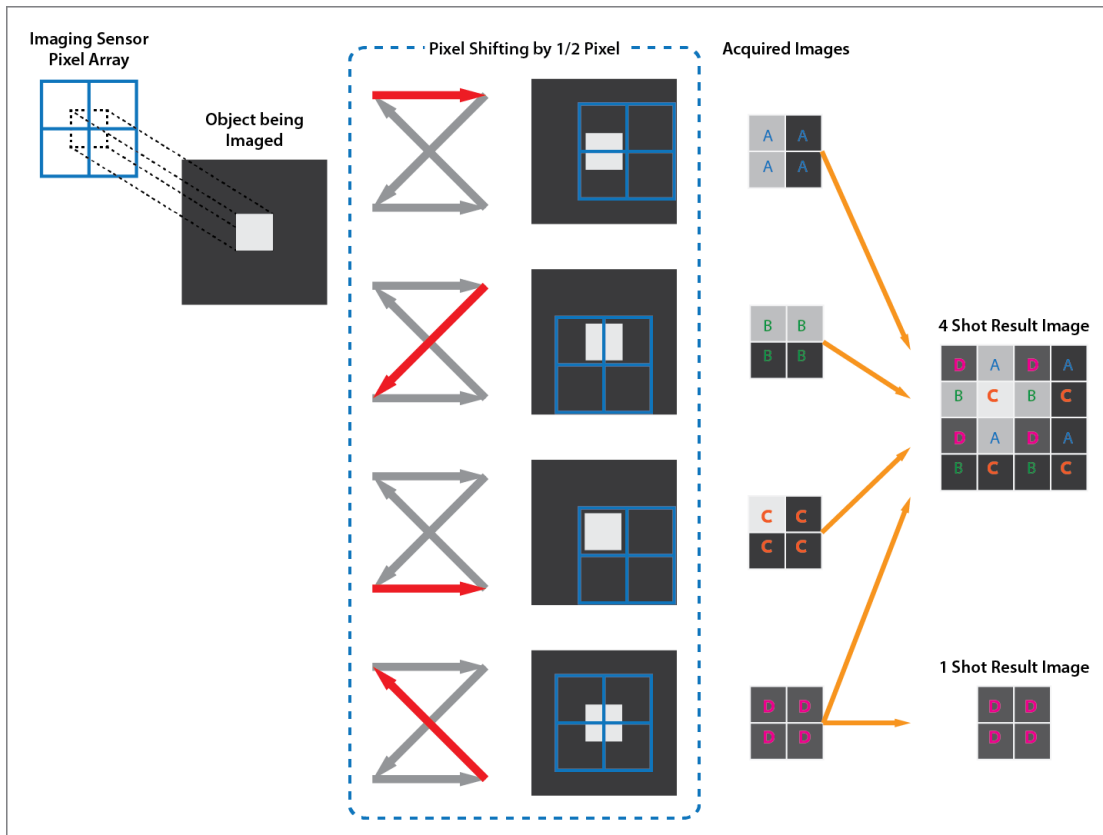 Imaging Sensor
Pixel Array
Object being
Imaged
Pixel Shifting by 1/2 Pixel
Acquired Images
A A
A A
B B
B B
C C
C C
D D
D D
4 Shot Result Image
D A D A
B C B C
D A D A
B C B C
1 Shot Result Image
D D
D D